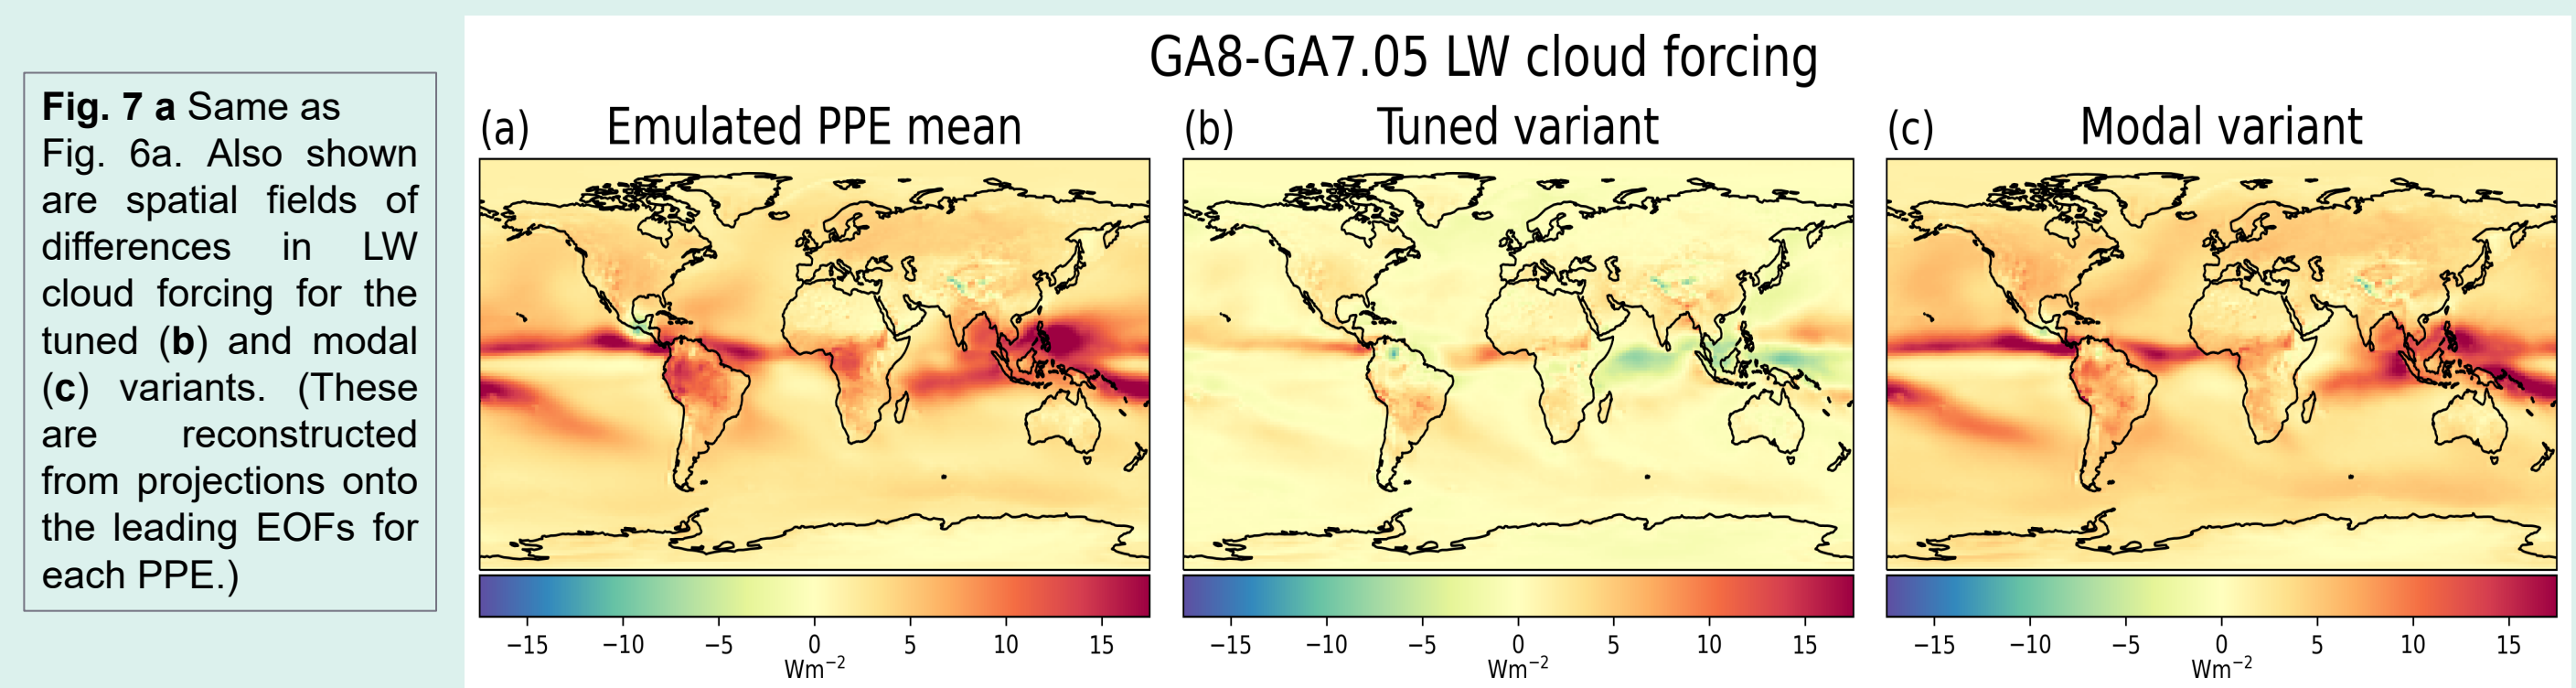 Fig. 7 a Same as
Fig. 6a. Also shown
are spatial fields of
differences in LW
cloud forcing for the
tuned (b) and modal
(c) variants. (These
are reconstructed
from projections onto
the leading EOFs for
each PPE.)
GA8-GA7.05 LW cloud forcing
(a) Emulated PPE mean
(b) Tuned variant
(c) Modal variant
−15 −10 −5 0 5 10 15
Wm⁻²
−15 −10 −5 0 5 10 15
Wm⁻²
−15 −10 −5 0 5 10 15
Wm⁻²